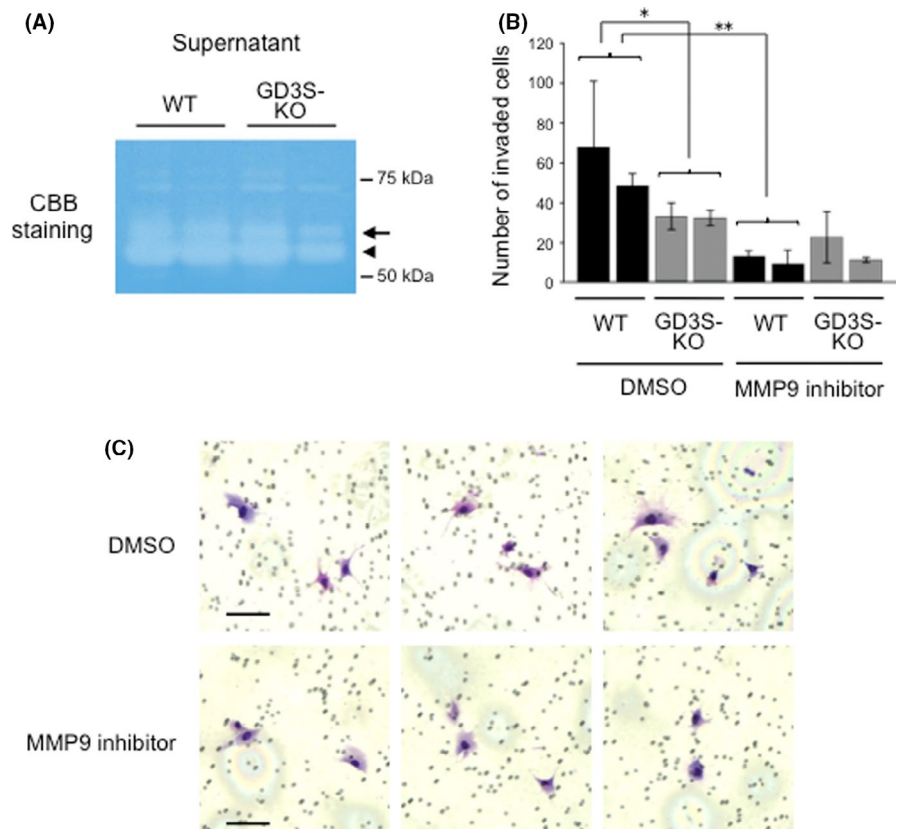 (A)
Supernatant
WT
GD3S-
KO
CBB
staining
75 kDa
50 kDa
(B)
*
**
Number of invaded cells
120
100
80
60
40
20
0
WT
GD3S-
KO
WT
GD3S-
KO
DMSO
MMP9 inhibitor
(C)
DMSO
MMP9 inhibitor